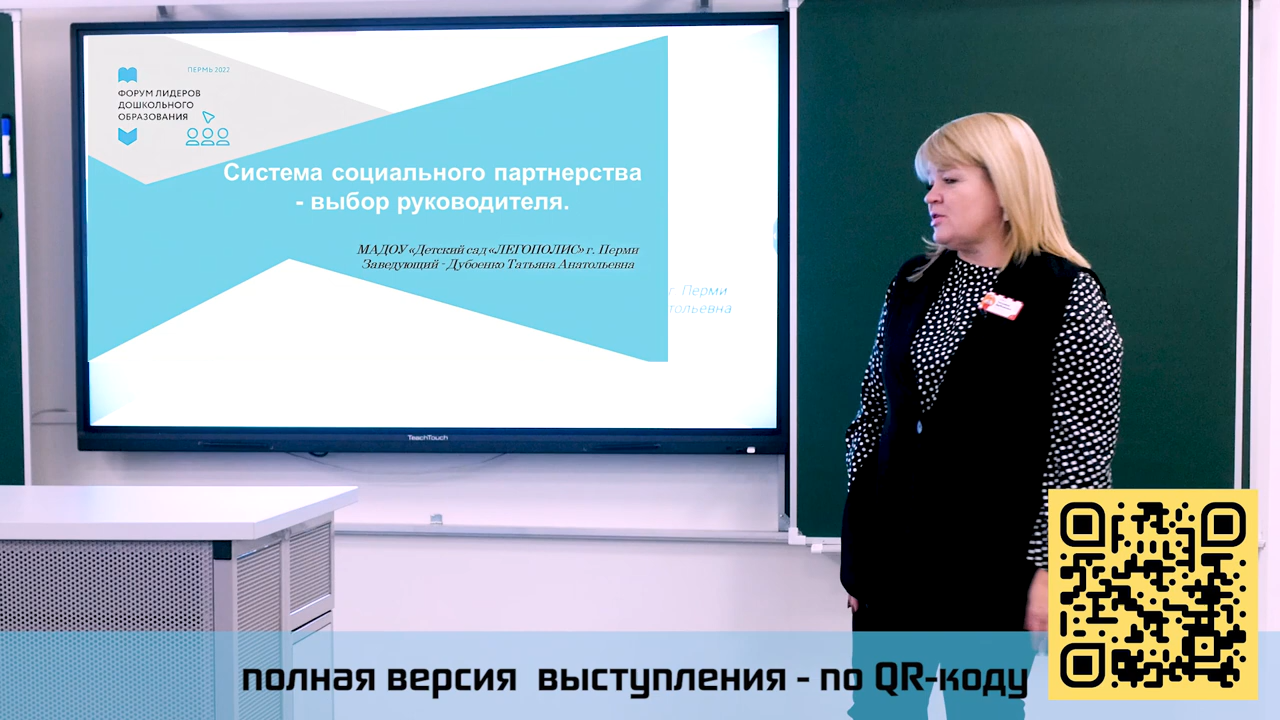 ПЕРМЬ 2022
ФОРУМ ЛИДЕРОВ
ДОШКОЛЬНОГО
ОБРАЗОВАНИЯ
Система социального партнерства
- выбор руководителя.
МАДОУ «Детский сад «ЛЕГОПОЛИС» г. Перми
Заведующий - Дубоенко Татьяна Анатольевна
г. Перми
тольевна
TeachTouch
полная версия выступления - по QR-коду